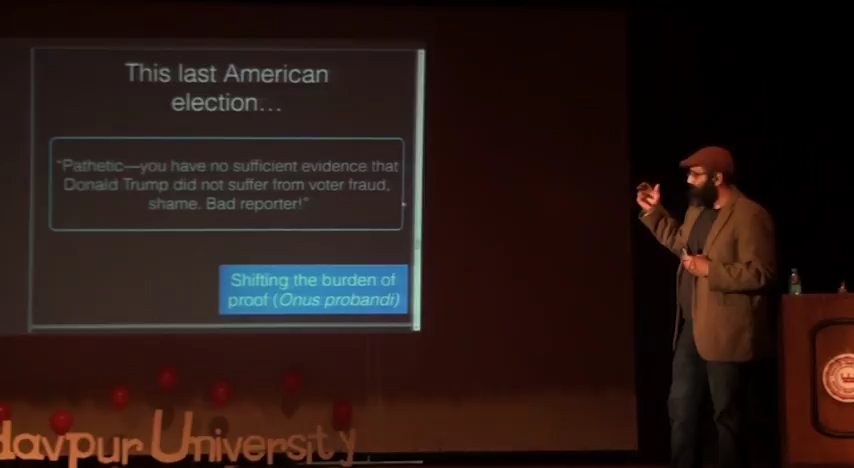 This last American
election...
"Pathetic—you have no sufficient evidence that
Donald Trump did not suffer from voter fraud,
shame. Bad reporter!"
Shifting the burden of
proof (Onus probandi)
davpur University